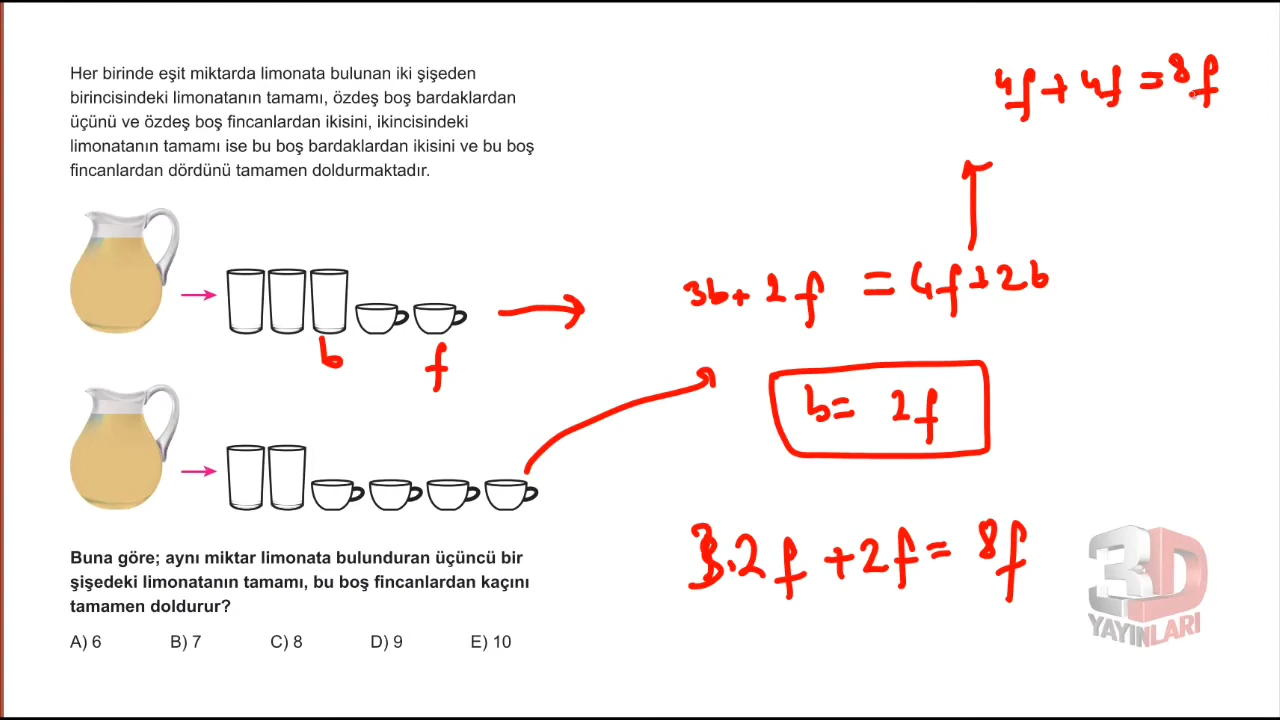 Her birinde eşit miktarda limonata bulunan iki şişeden
birincisindeki limonatanın tamamı, özdeş boş bardaklardan
üçünü ve özdeş boş fincanlardan ikisini, ikincisindeki
limonatanın tamamı ise bu boş bardaklardan ikisini ve bu boş
fincanlardan dördünü tamamen doldurmaktadır.
4f + 4f = 8f
3b + 2f = 4f + 2b
b f
b = 2f
3.2f + 2f = 8f
Buna göre; aynı miktar limonata bulunduran üçüncü bir
şişedeki limonatanın tamamı, bu boş fincanlardan kaçını
tamamen doldurur?
A) 6 B) 7 C) 8 D) 9 E) 10
3D
YAYINLARI